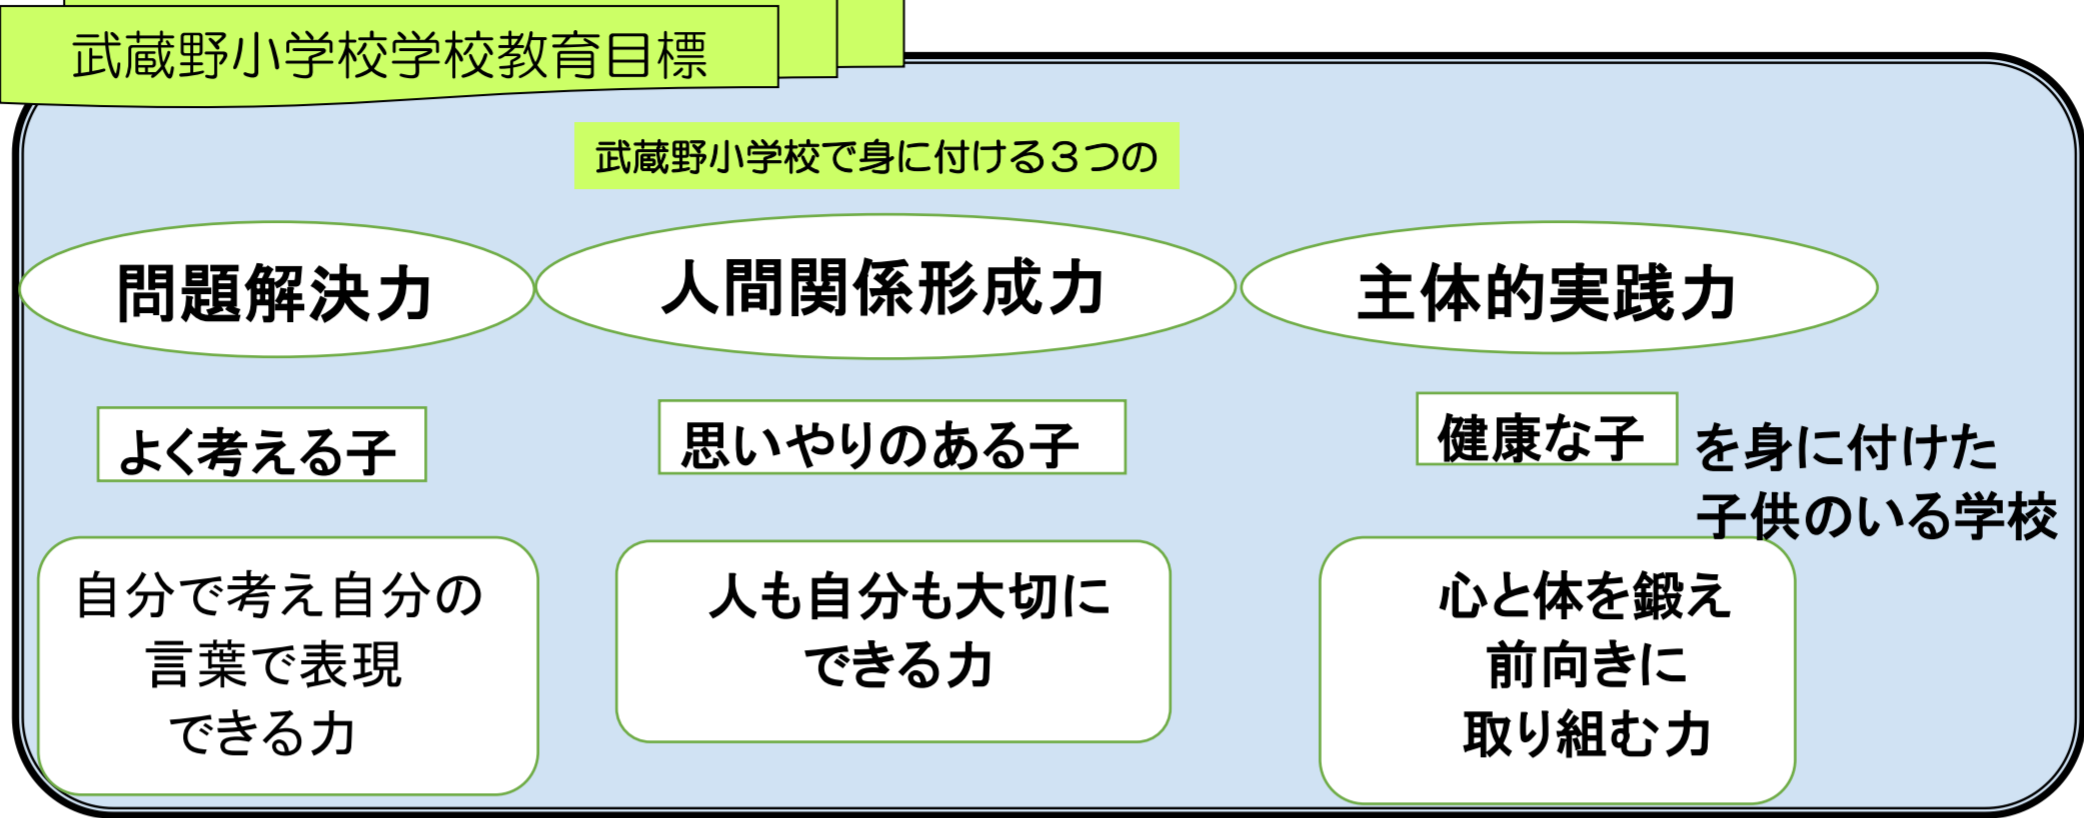 武蔵野小学校学校教育目標
武蔵野小学校で身に付ける３つの
問題解決力
人間関係形成力
主体的実践力
よく考える子
思いやりのある子
健康な子
を身に付けた
子供のいる学校
自分で考え自分の
言葉で表現
できる力
人も自分も大切に
できる力
心と体を鍛え
前向きに
取り組む力